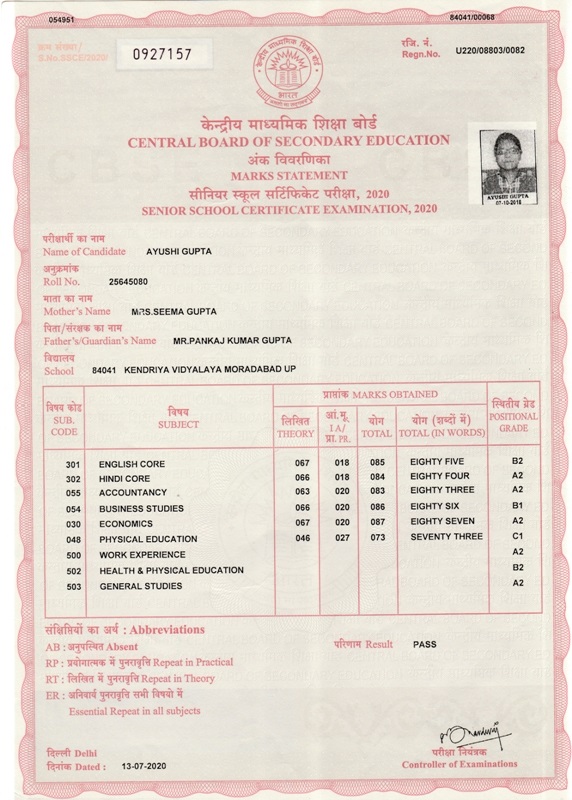 054951
84041/00068
क्रम संख्या/
S.No.SSCE/2020/
0927157
रजि. नं.
Regn.No. U220/08803/0082
केन्द्रीय माध्यमिक शिक्षा बोर्ड
भारत
केन्द्रीय माध्यमिक शिक्षा बोर्ड
CENTRAL BOARD OF SECONDARY EDUCATION
अंक विवरणिका
MARKS STATEMENT
सीनियर स्कूल सर्टिफिकेट परीक्षा, 2020
SENIOR SCHOOL CERTIFICATE EXAMINATION, 2020
AYUSHI GUPTA
परीक्षार्थी का नाम
Name of Candidate AYUSHI GUPTA
अनुक्रमांक
Roll No. 25645080
माता का नाम
Mother's Name MRS.SEEMA GUPTA
पिता/संरक्षक का नाम
Father's/Guardian's Name MR.PANKAJ KUMAR GUPTA
विद्यालय
School 84041 KENDRIYA VIDYALAYA MORADABAD UP
विषय कोड
SUB.
CODE
विषय
SUBJECT
प्राप्तांक MARKS OBTAINED
लिखित
THEORY
आं.मू.
I A/
प्रा. PR.
योग
TOTAL
योग (शब्दों में)
TOTAL (IN WORDS)
स्थितीय ग्रेड
POSITIONAL
GRADE
301 ENGLISH CORE 067 018 085 EIGHTY FIVE B2
302 HINDI CORE 066 018 084 EIGHTY FOUR A2
055 ACCOUNTANCY 063 020 083 EIGHTY THREE A2
054 BUSINESS STUDIES 066 020 086 EIGHTY SIX B1
030 ECONOMICS 067 020 087 EIGHTY SEVEN A2
048 PHYSICAL EDUCATION 046 027 073 SEVENTY THREE C1
500 WORK EXPERIENCE A2
502 HEALTH & PHYSICAL EDUCATION B2
503 GENERAL STUDIES A2
संक्षिप्तियों का अर्थ : Abbreviations
AB : अनुपस्थित Absent
परिणाम Result PASS
RP : प्रयोगात्मक में पुनरावृत्ति Repeat in Practical
RT : लिखित में पुनरावृत्ति Repeat in Theory
ER : अनिवार्य पुनरावृत्ति सभी विषयो में
Essential Repeat in all subjects
दिल्ली Delhi
दिनांक Dated : 13-07-2020
परीक्षा नियंत्रक
Controller of Examinations